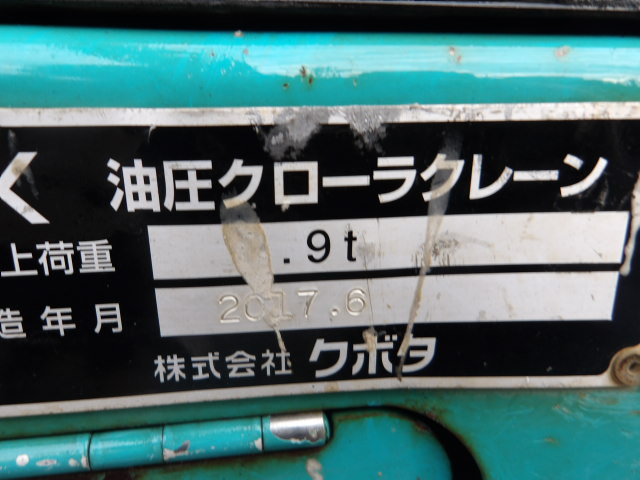 油圧クローラクレーン
上荷重 .9t
造年月 2017.6
株式会社 クボタ